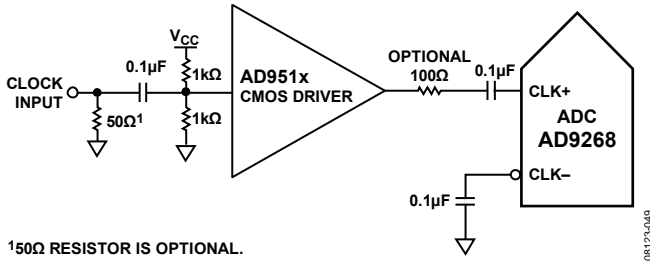 V_CC
OPTIONAL
0.1µF
1kΩ
AD951x
100Ω
0.1µF
CLOCK
INPUT
CMOS DRIVER
CLK+
50Ω¹
1kΩ
ADC
AD9268
CLK–
0.1µF
¹50Ω RESISTOR IS OPTIONAL.
08123-049